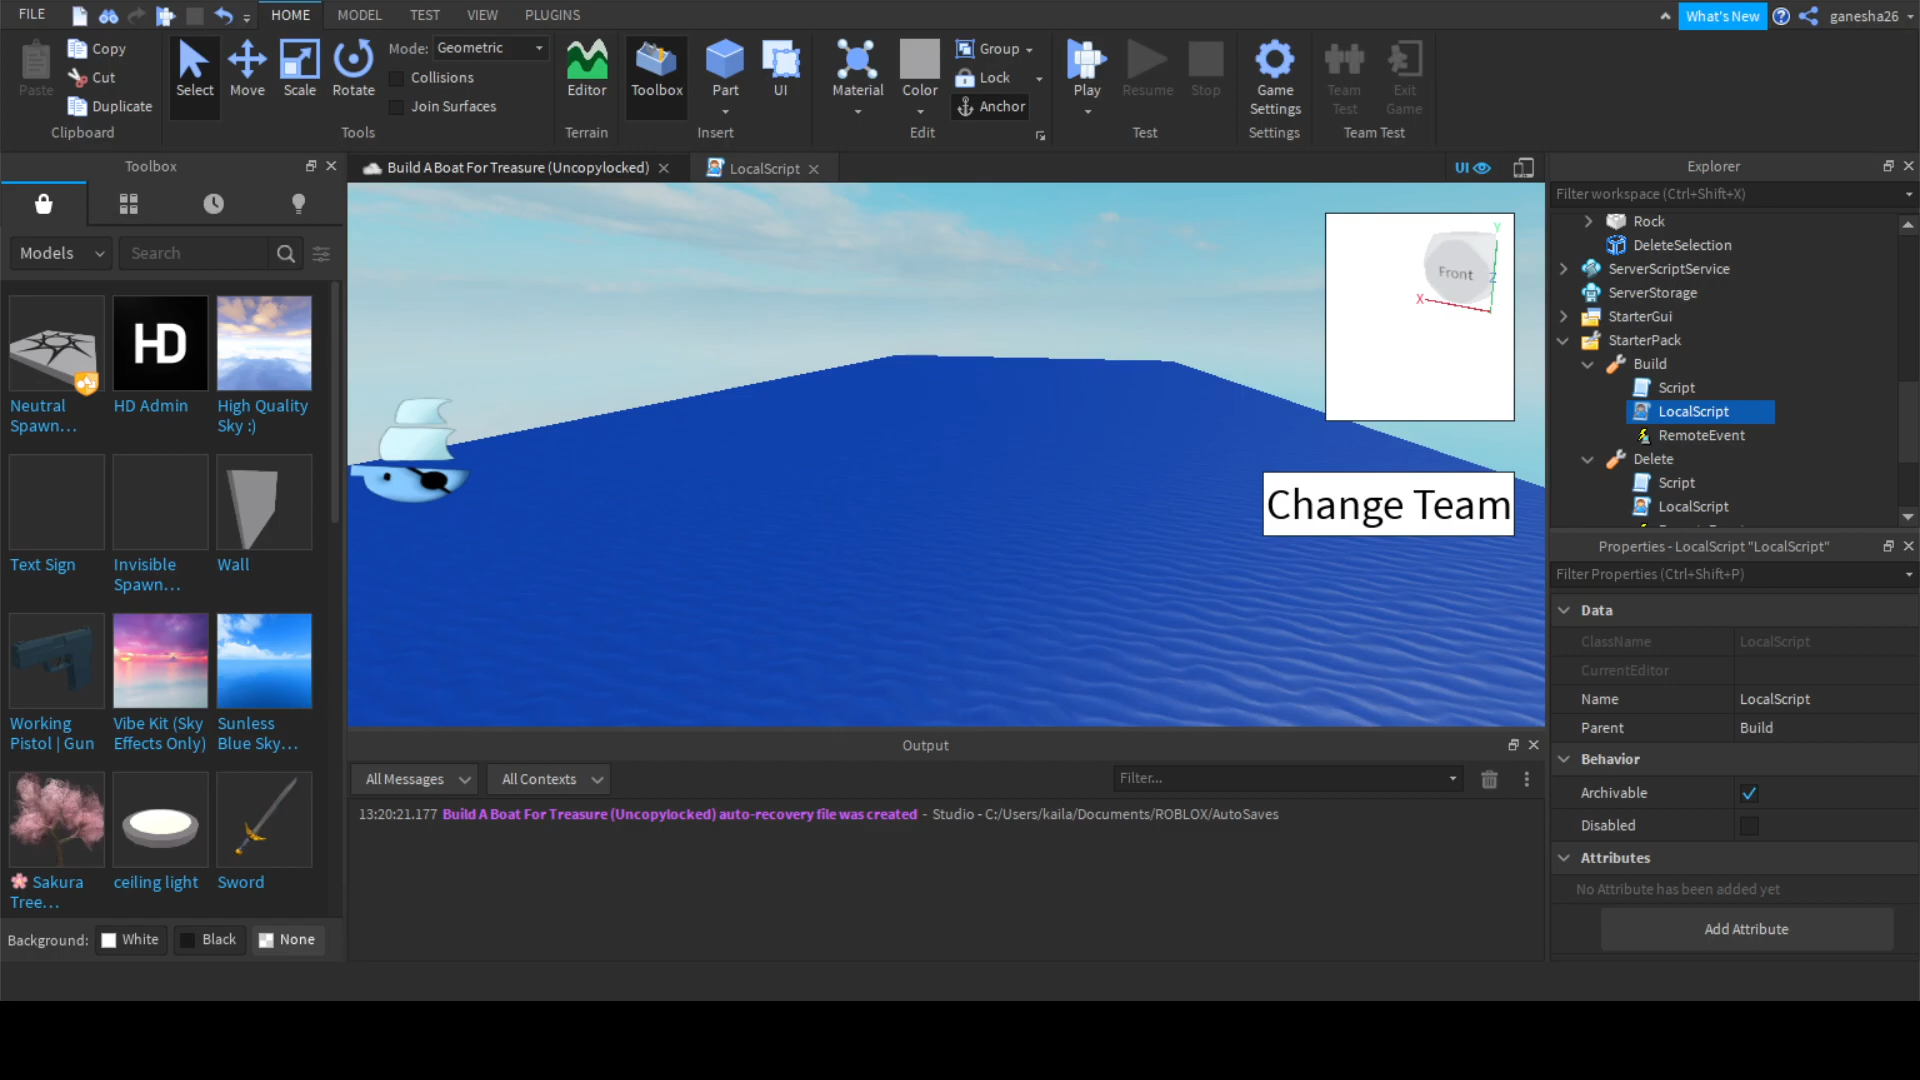 FILE
HOME
MODEL
TEST
VIEW
PLUGINS
What's New
ganesha26
Paste
Copy
Cut
Duplicate
Clipboard
Select
Move
Scale
Rotate
Mode: Geometric
Collisions
Join Surfaces
Tools
Editor
Terrain
Toolbox
Part
UI
Insert
Material
Color
Group
Lock
Anchor
Edit
Play
Resume
Stop
Test
Game
Settings
Settings
Team
Test
Exit
Game
Team Test
Toolbox
Models
Search
Neutral
Spawn...
HD
HD Admin
High Quality
Sky :)
Text Sign
Invisible
Spawn...
Wall
Working
Pistol | Gun
Vibe Kit (Sky
Effects Only)
Sunless
Blue Sky...
Sakura
Tree...
ceiling light
Sword
Background:
White
Black
None
Build A Boat For Treasure (Uncopylocked)
LocalScript
UI
Y
Front
Z
X
Change Team
Output
All Messages
All Contexts
Filter...
13:20:21.177 Build A Boat For Treasure (Uncopylocked) auto-recovery file was created - Studio - C:/Users/kaila/Documents/ROBLOX/AutoSaves
Explorer
Filter workspace (Ctrl+Shift+X)
Rock
DeleteSelection
ServerScriptService
ServerStorage
StarterGui
StarterPack
Build
Script
LocalScript
RemoteEvent
Delete
Script
LocalScript
Properties - LocalScript "LocalScript"
Filter Properties (Ctrl+Shift+P)
Data
ClassName LocalScript
CurrentEditor
Name LocalScript
Parent Build
Behavior
Archivable
Disabled
Attributes
No Attribute has been added yet
Add Attribute